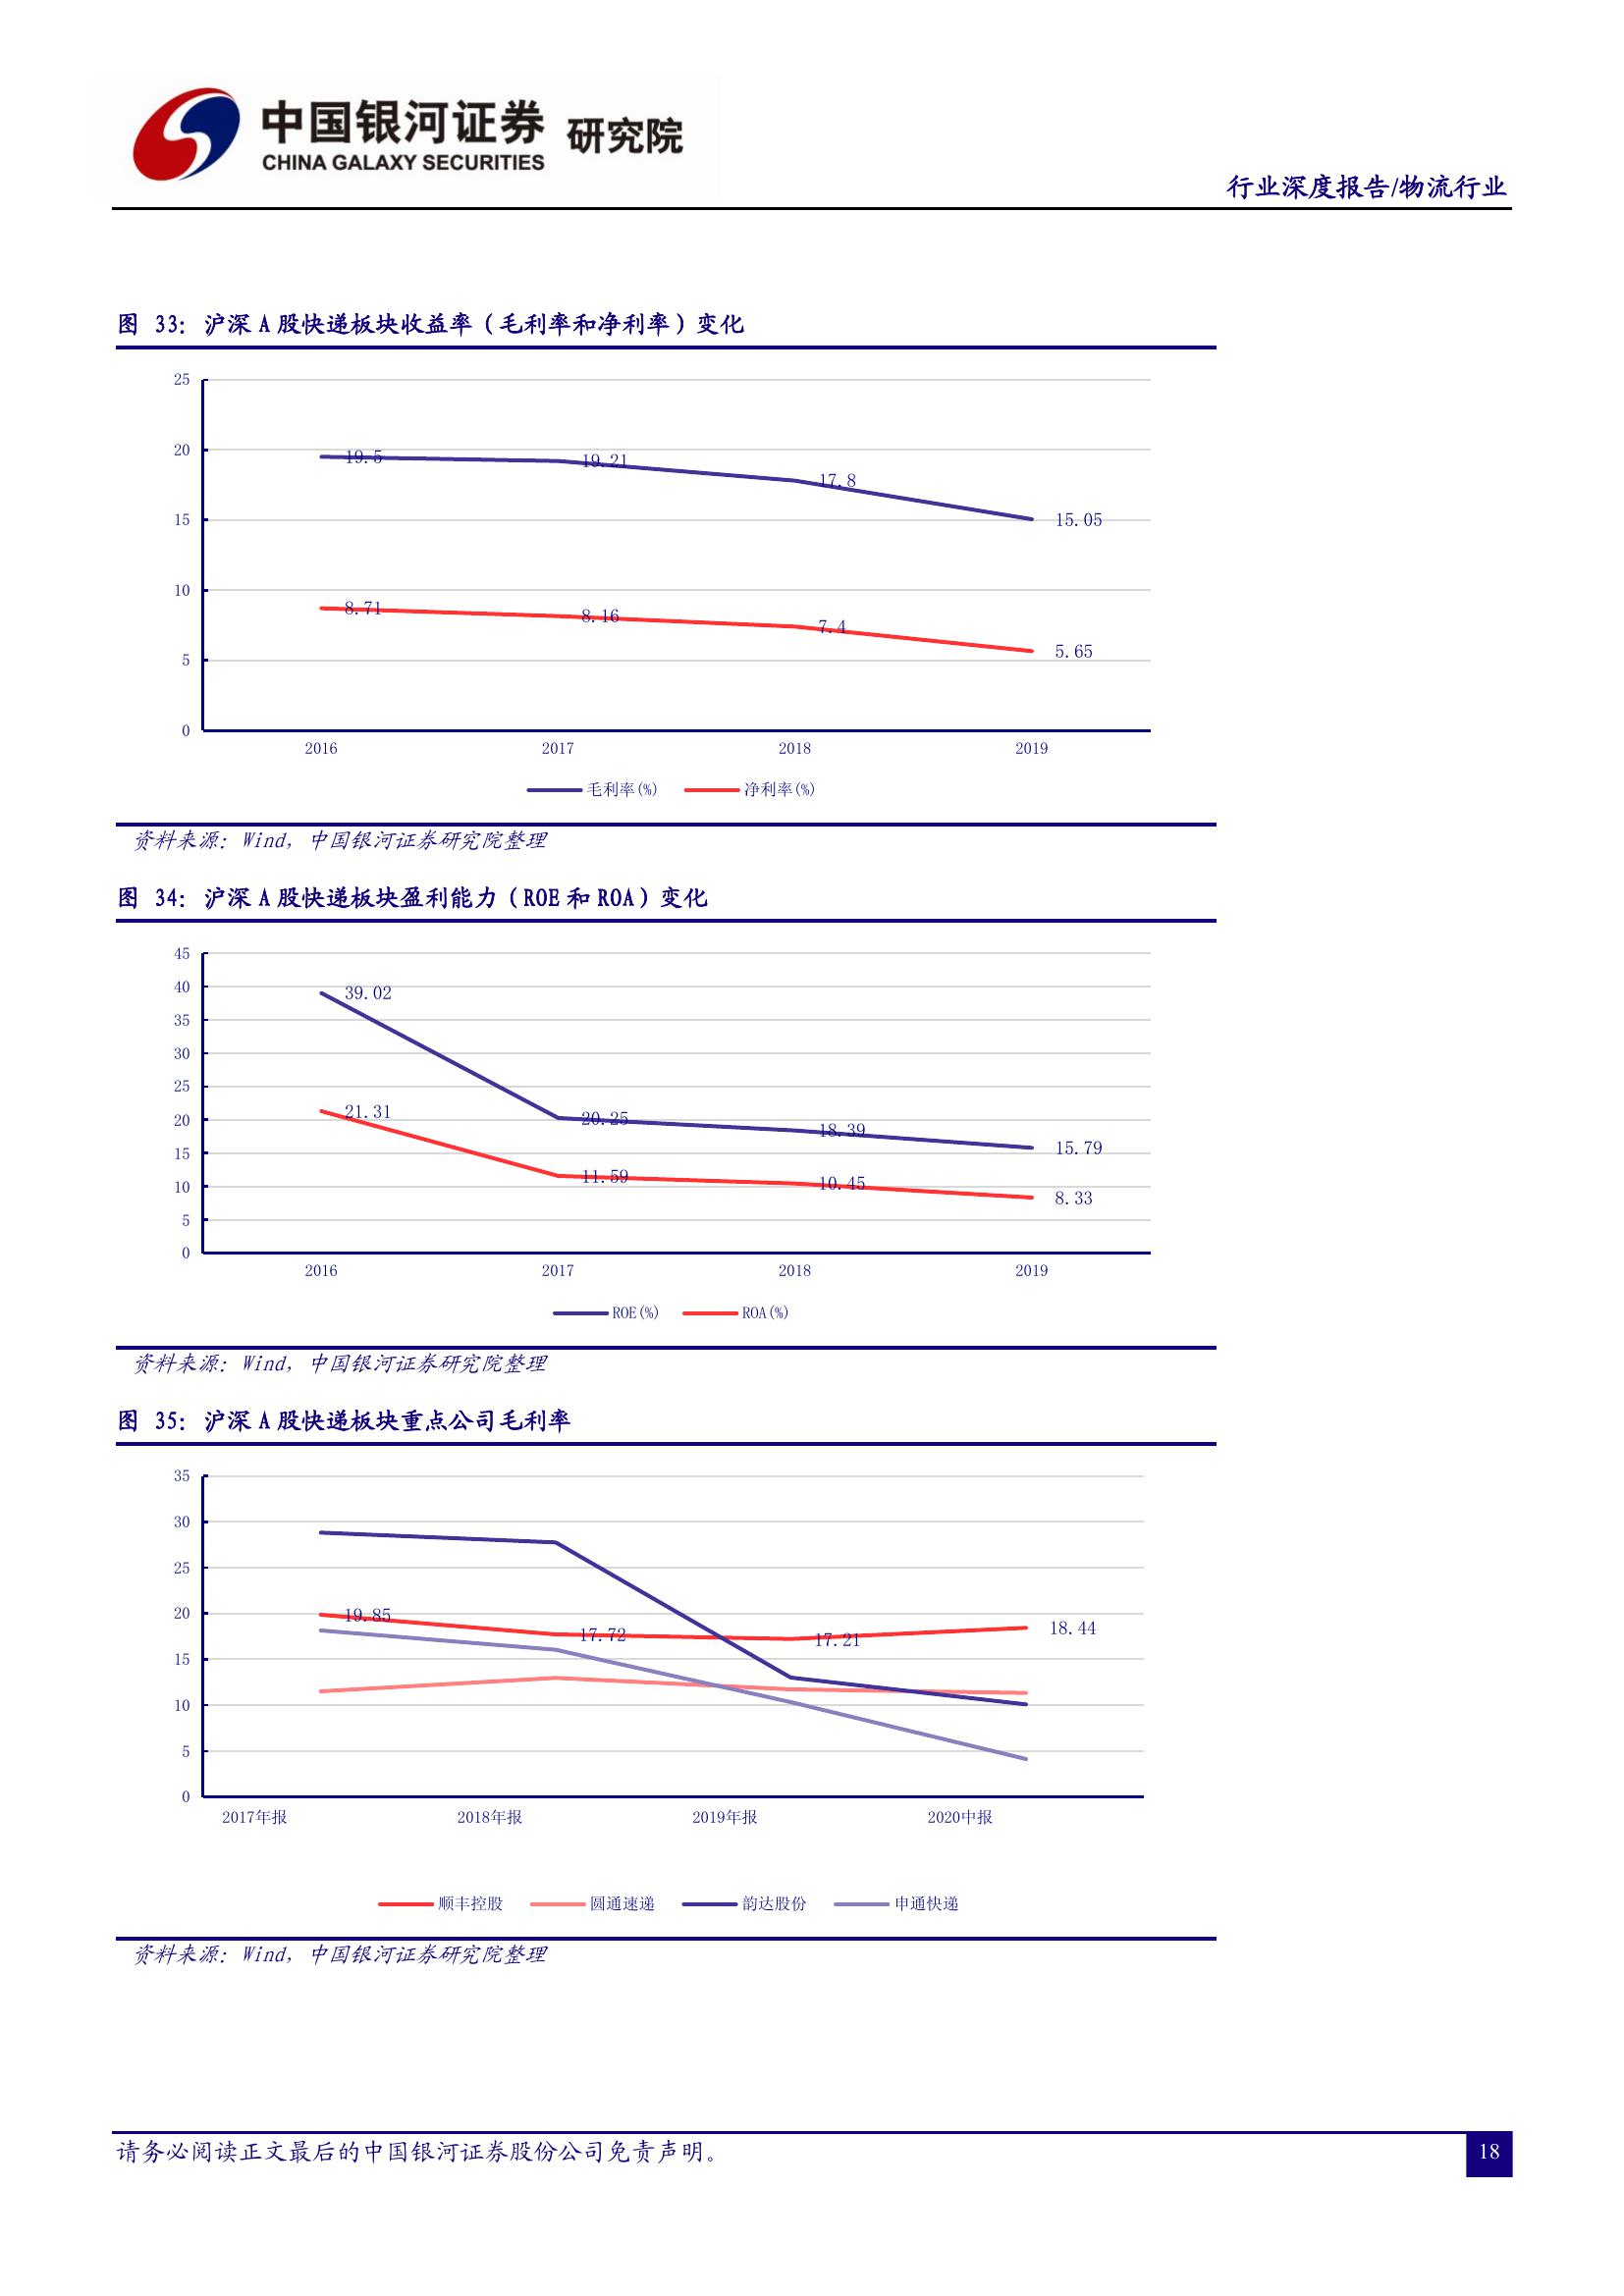 中国银河证券 研究院
CHINA GALAXY SECURITIES
行业深度报告/物流行业
图 33: 沪深 A 股快递板块收益率（毛利率和净利率）变化
25
20
15
10
5
0
19.5
19.21
17.8
15.05
8.71
8.16
7.4
5.65
2016 2017 2018 2019
毛利率(%) 净利率(%)
资料来源: Wind, 中国银河证券研究院整理
图 34: 沪深 A 股快递板块盈利能力（ROE 和 ROA）变化
45
40
35
30
25
20
15
10
5
0
39.02
20.25
18.39
15.79
21.31
11.59
10.45
8.33
2016 2017 2018 2019
ROE(%) ROA(%)
资料来源: Wind, 中国银河证券研究院整理
图 35: 沪深 A 股快递板块重点公司毛利率
35
30
25
20
15
10
5
0
19.85
17.72
17.21
18.44
2017年报 2018年报 2019年报 2020中报
顺丰控股 圆通速递 韵达股份 申通快递
资料来源: Wind, 中国银河证券研究院整理
请务必阅读正文最后的中国银河证券股份公司免责声明。
18